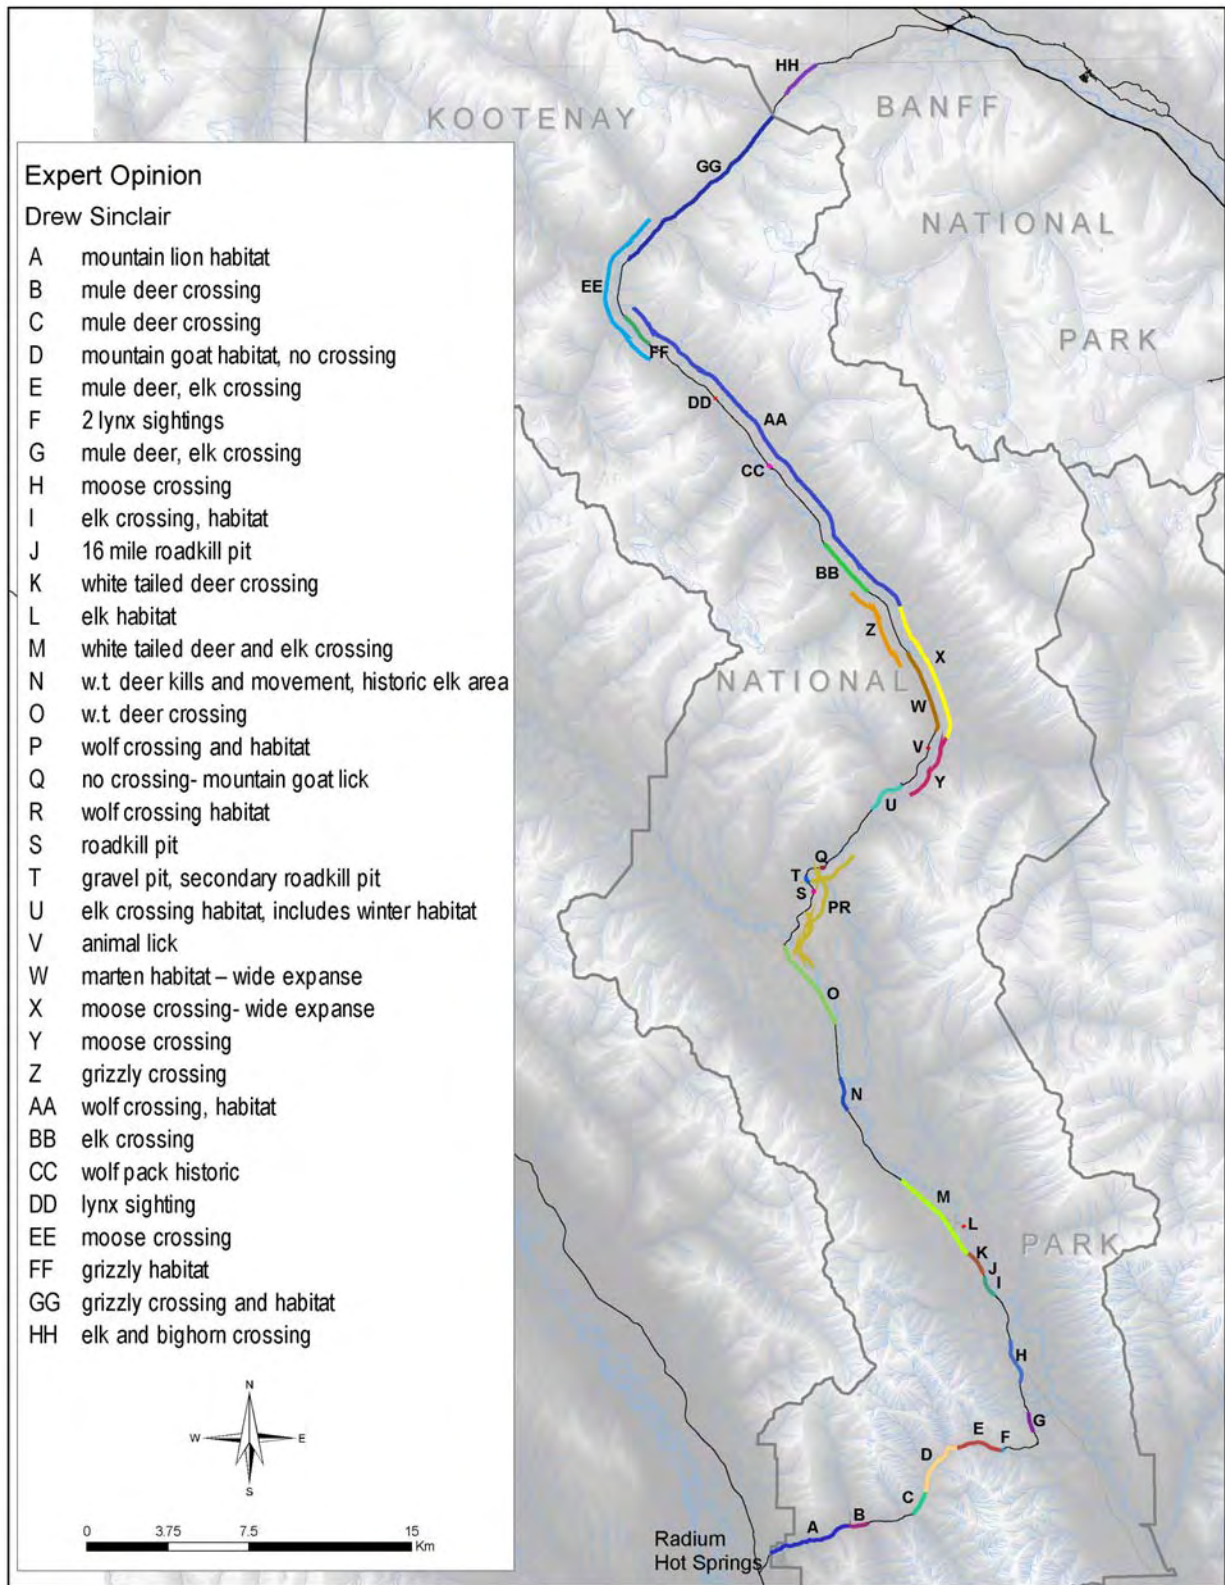 Expert Opinion
Drew Sinclair
A mountain lion habitat
B mule deer crossing
C mule deer crossing
D mountain goat habitat, no crossing
E mule deer, elk crossing
F 2 lynx sightings
G mule deer, elk crossing
H moose crossing
I elk crossing, habitat
J 16 mile roadkill pit
K white tailed deer crossing
L elk habitat
M white tailed deer and elk crossing
N w.t. deer kills and movement, historic elk area
O w.t. deer crossing
P wolf crossing and habitat
Q no crossing- mountain goat lick
R wolf crossing habitat
S roadkill pit
T gravel pit, secondary roadkill pit
U elk crossing habitat, includes winter habitat
V animal lick
W marten habitat – wide expanse
X moose crossing- wide expanse
Y moose crossing
Z grizzly crossing
AA wolf crossing, habitat
BB elk crossing
CC wolf pack historic
DD lynx sighting
EE moose crossing
FF grizzly habitat
GG grizzly crossing and habitat
HH elk and bighorn crossing
N
W E
S
0 3.75 7.5 15
Km
HH
KOOTENAY
BANFF
GG
NATIONAL
EE
PARK
FF
DD
AA
CC
BB
Z
X
NATIONAL
W
V
Y
U
Q
T
S
PR
O
N
M
L
K
PARK
J
I
H
G
E
F
D
C
B
A
Radium
Hot Springs